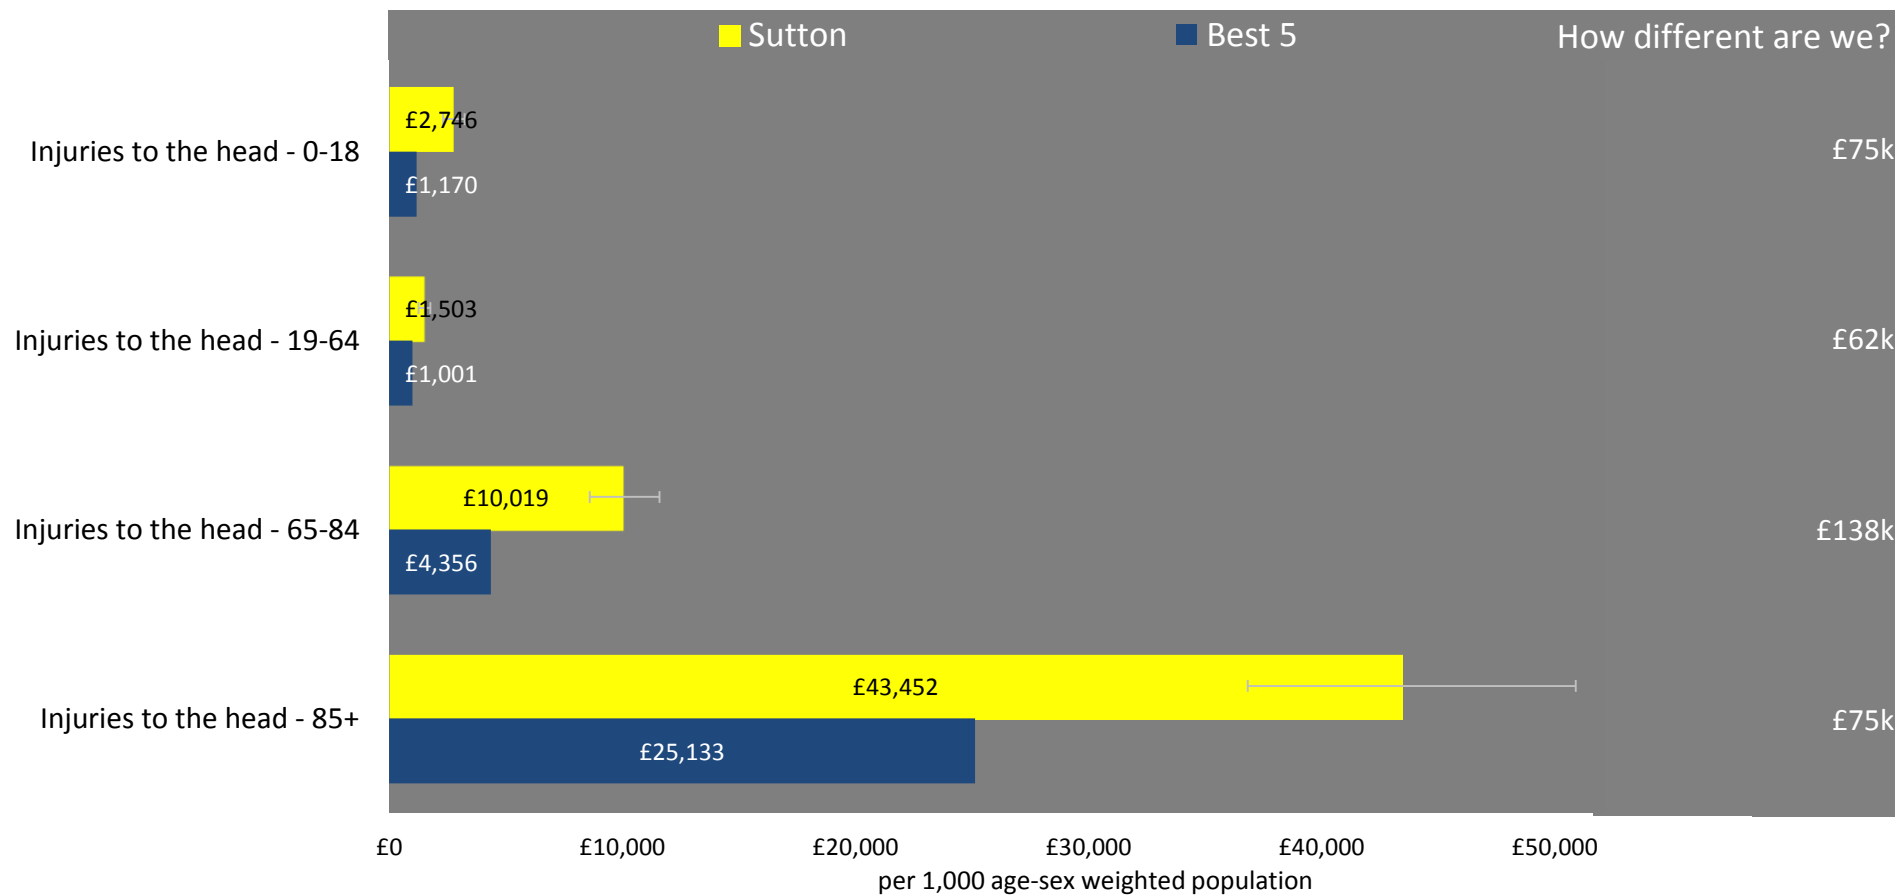 Sutton
Best 5
How different are we?
Injuries to the head - 0-18
£2,746
£1,170
£75k
Injuries to the head - 19-64
£1,503
£1,001
£62k
Injuries to the head - 65-84
£10,019
£4,356
£138k
Injuries to the head - 85+
£43,452
£25,133
£75k
£0 £10,000 £20,000 £30,000 £40,000 £50,000
per 1,000 age-sex weighted population